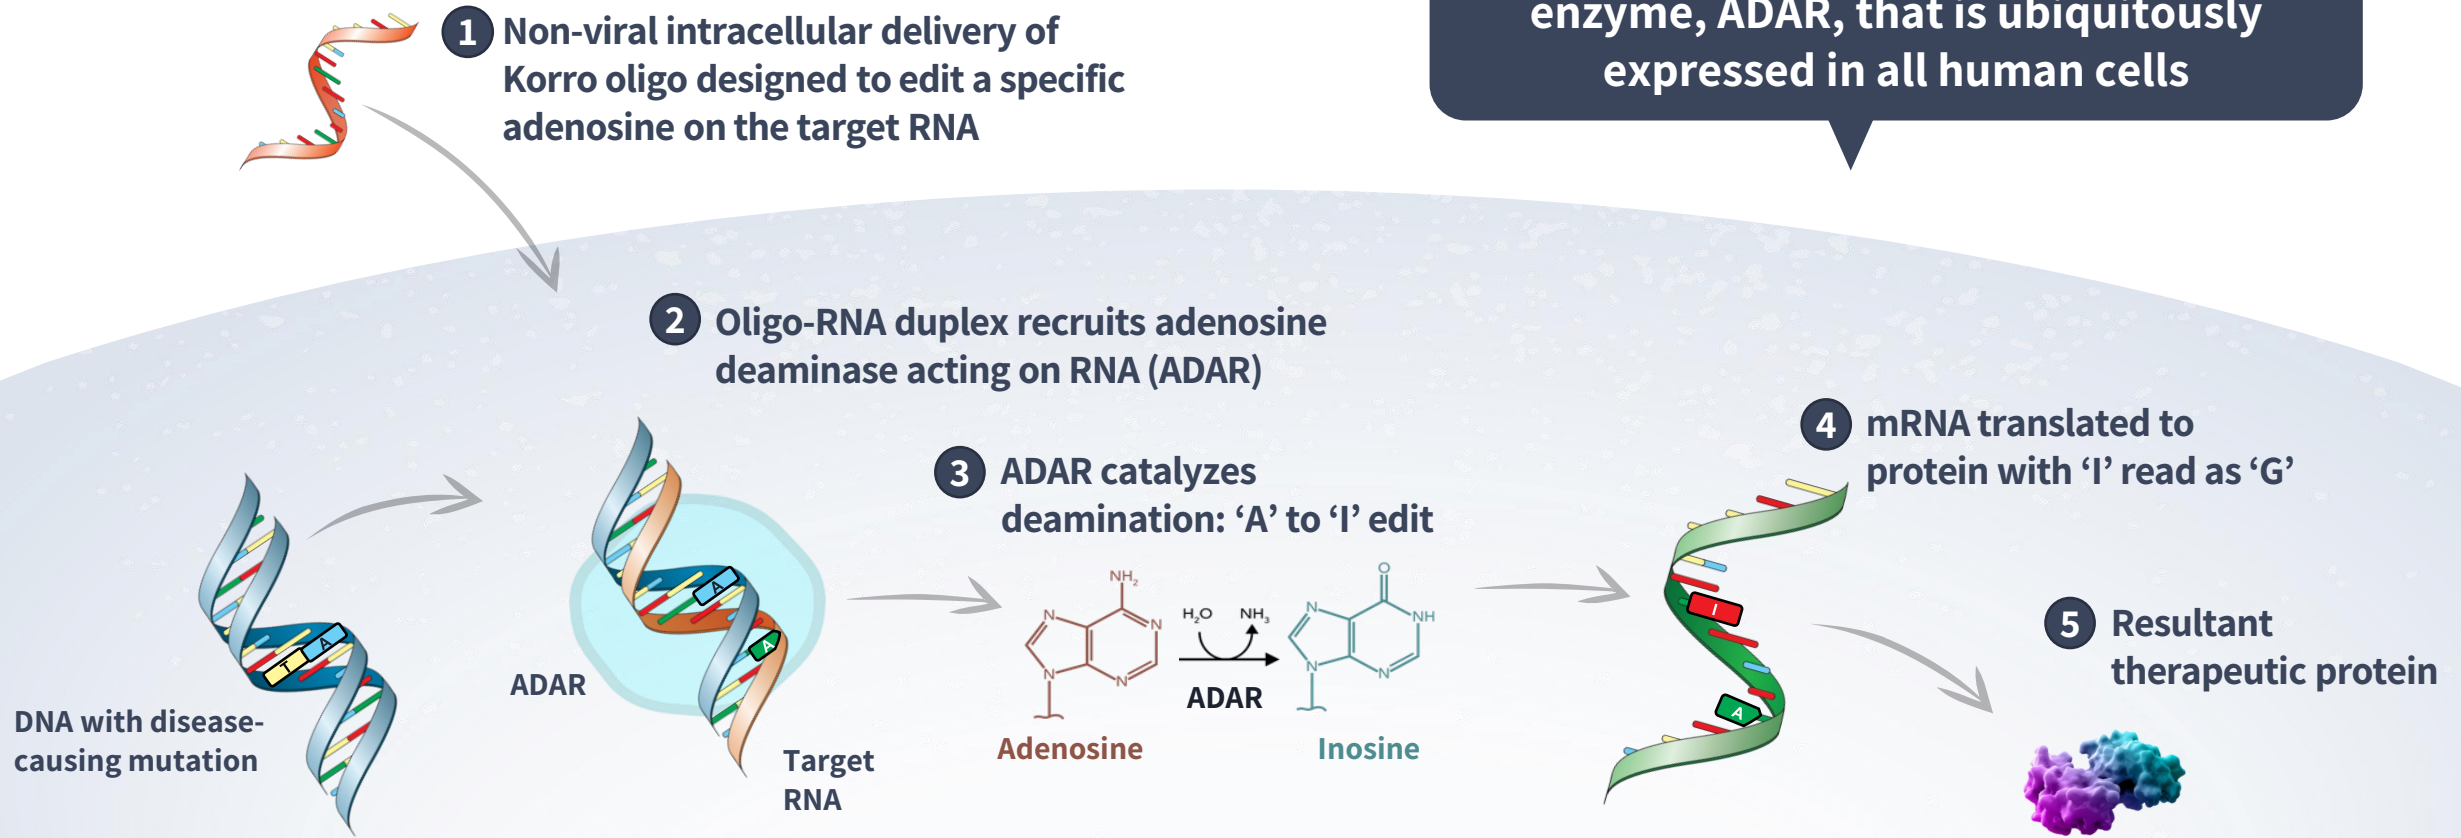 enzyme, ADAR, that is ubiquitously
expressed in all human cells
1
Non-viral intracellular delivery of
Korro oligo designed to edit a specific
adenosine on the target RNA
2
Oligo-RNA duplex recruits adenosine
deaminase acting on RNA (ADAR)
3
ADAR catalyzes
deamination: ‘A’ to ‘I’ edit
4
mRNA translated to
protein with ‘I’ read as ‘G’
5
Resultant
therapeutic protein
T A
DNA with disease-
causing mutation
A
A
ADAR
Target
RNA
NH₂
N
N
N
N
Adenosine
H₂O NH₃
ADAR
O
N
NH
N
N
Inosine
I
A